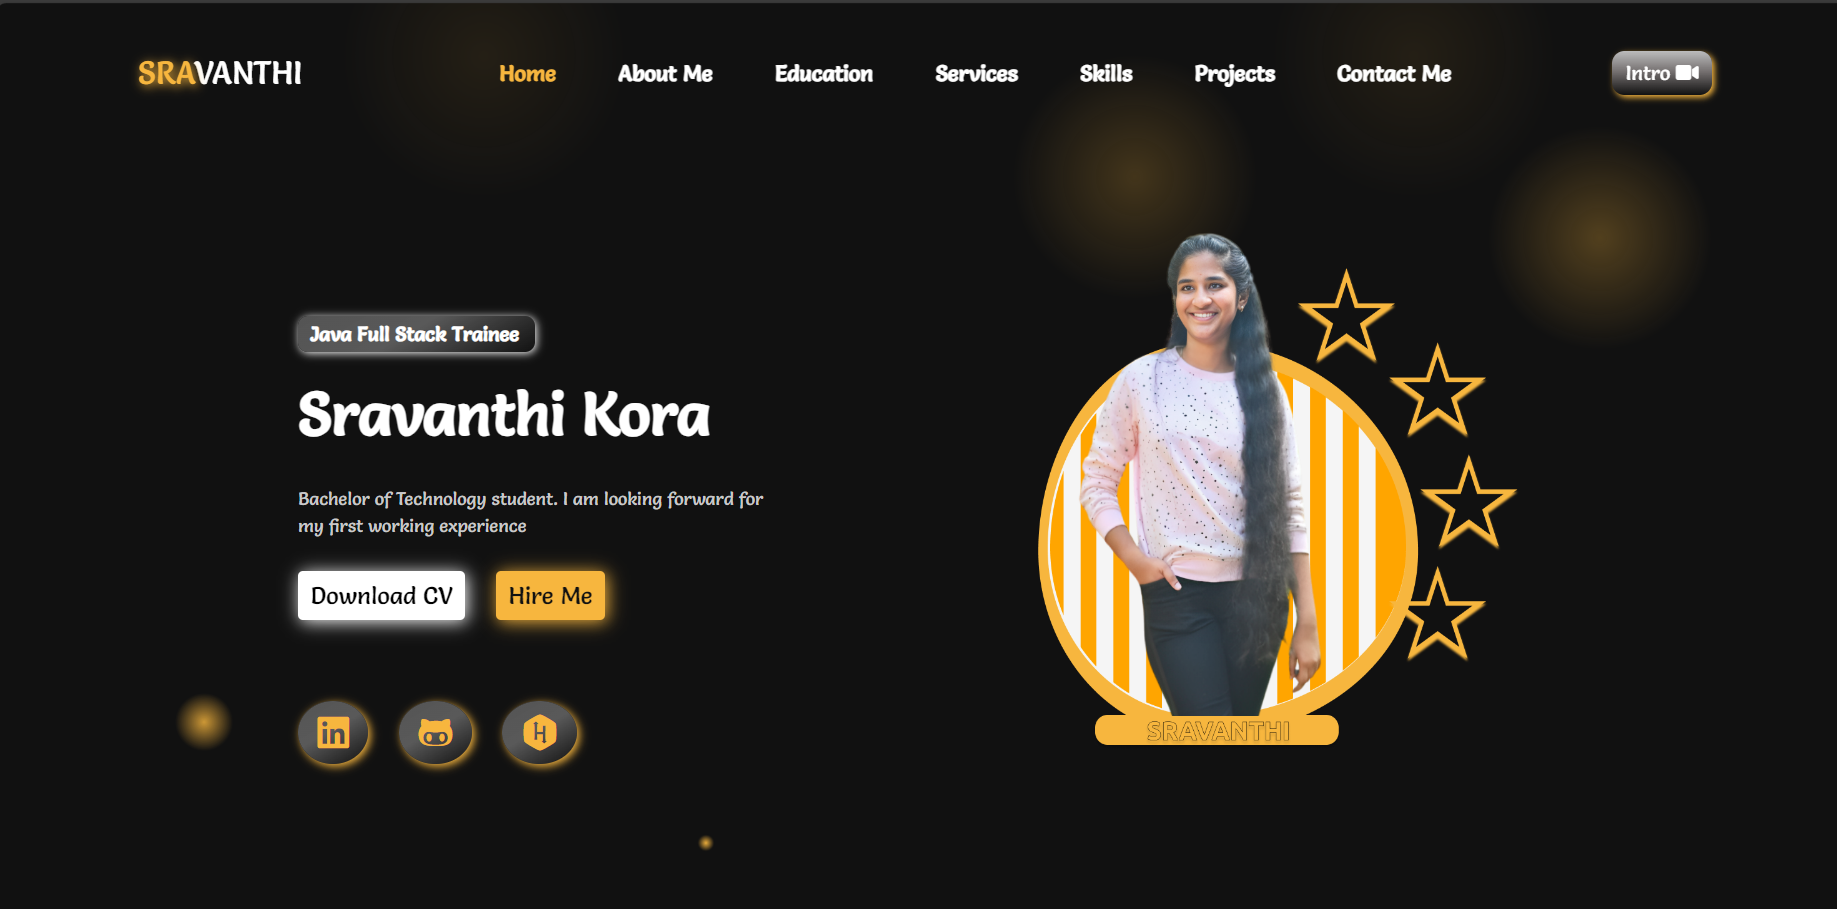 SRAVANTHI
Home About Me Education Services Skills Projects Contact Me
Intro
Java Full Stack Trainee
Sravanthi Kora
Bachelor of Technology student. I am looking forward for
my first working experience
Download CV Hire Me
in H
SRAVANTHI